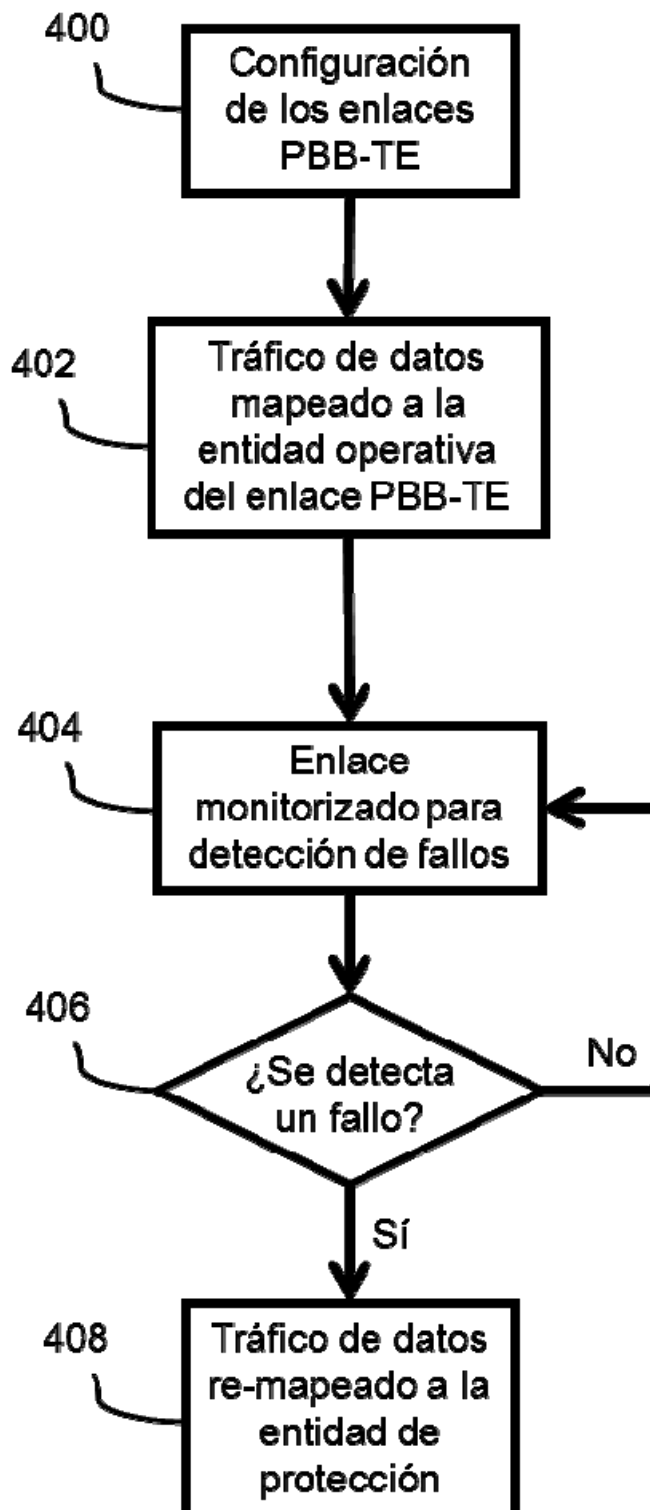 400
Configuración
de los enlaces
PBB-TE
402
Tráfico de datos
mapeado a la
entidad operativa
del enlace PBB-TE
404
Enlace
monitorizado para
detección de fallos
406
¿Se detecta
un fallo?
No
Sí
408
Tráfico de datos
re-mapeado a la
entidad de
protección